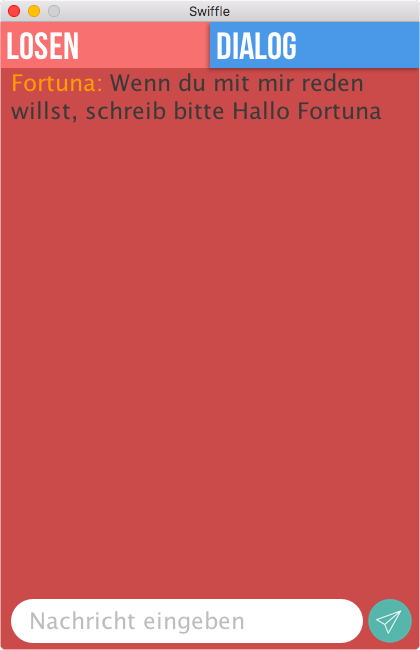 Swiffle
LOSEN
DIALOG
Fortuna: Wenn du mit mir reden
willst, schreib bitte Hallo Fortuna
Nachricht eingeben